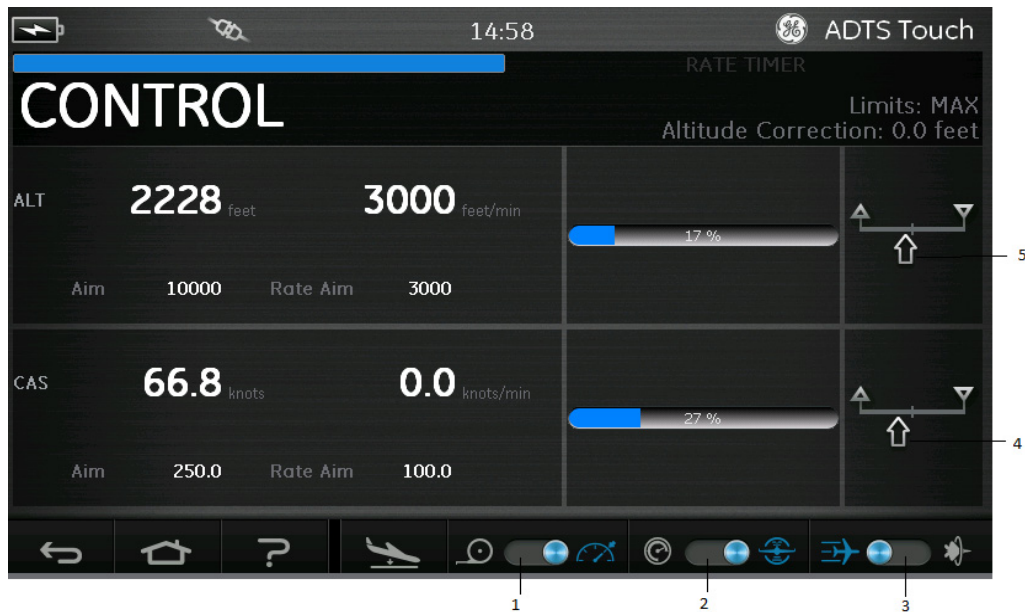 14:58
ADTS Touch
RATE TIMER
CONTROL
Limits: MAX
Altitude Correction: 0.0 feet
ALT 2228 feet 3000 feet/min
17 %
5
Aim 10000 Rate Aim 3000
CAS 66.8 knots 0.0 knots/min
27 %
4
Aim 250.0 Rate Aim 100.0
?
1 2 3